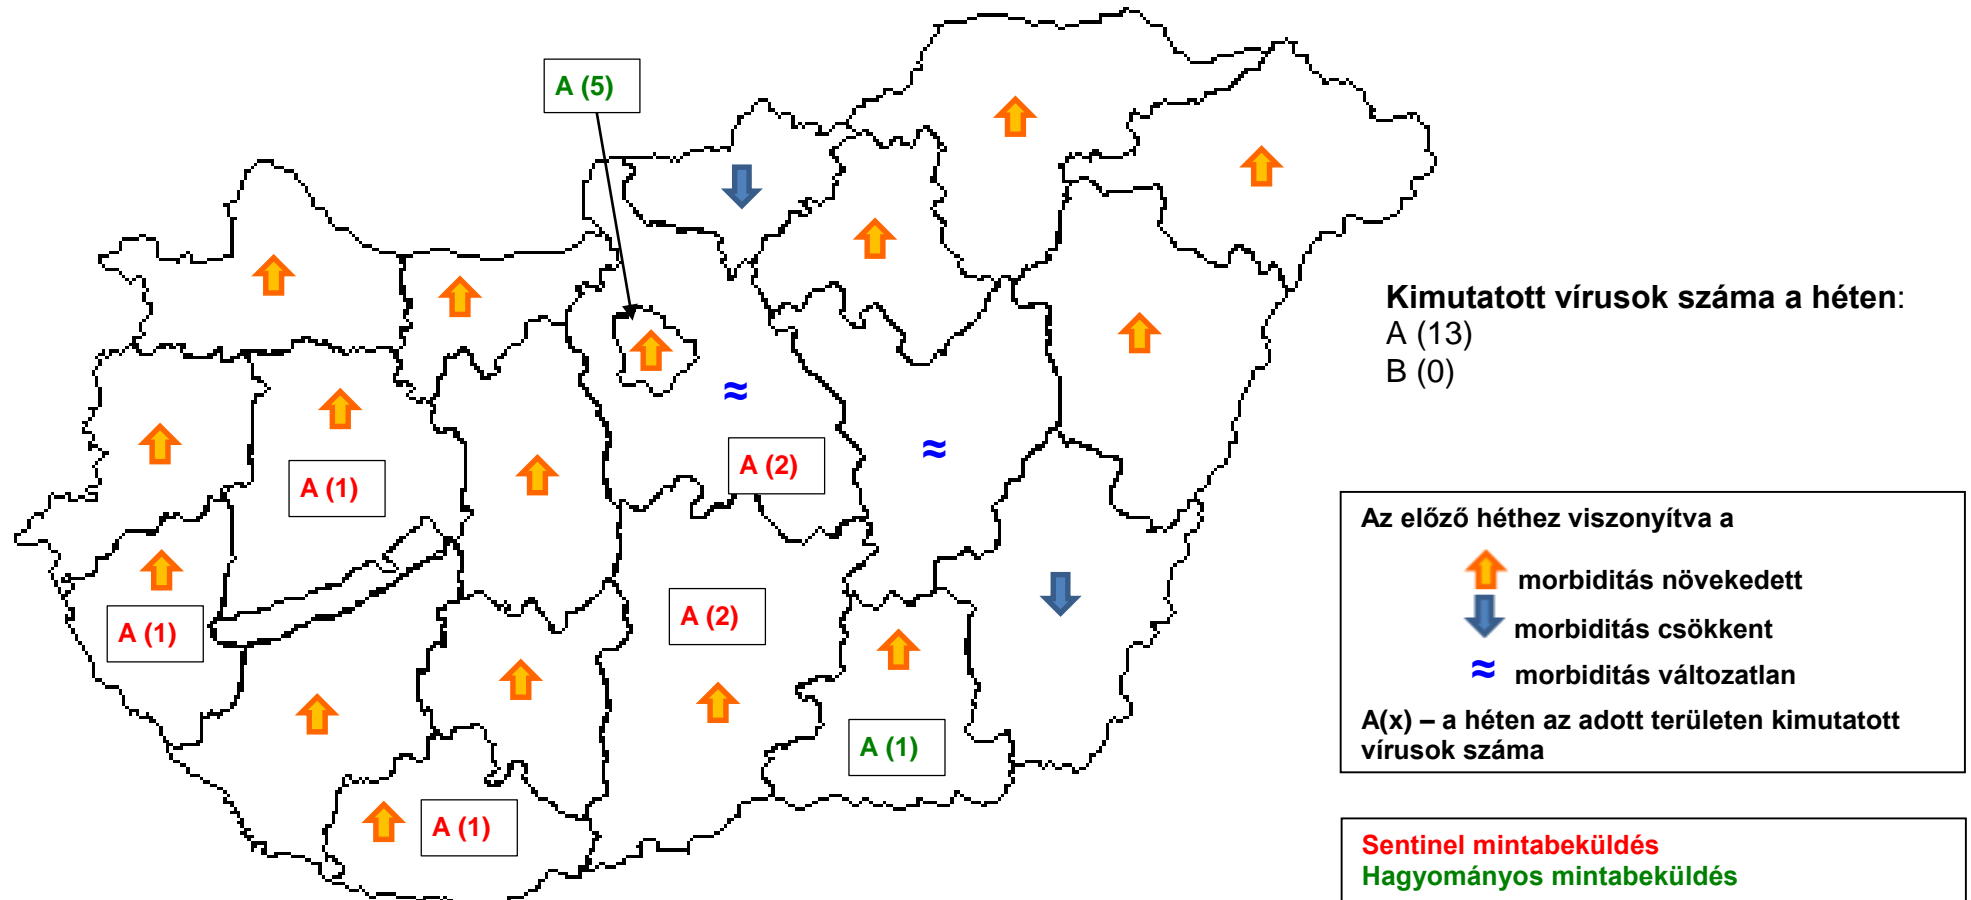 A (5)
Kimutatott vírusok száma a héten:
A (13)
B (0)
≈
A (2)
≈
A (1)
A (1)
A (2)
A (1)
A (1)
Az előző héthez viszonyítva a
morbiditás növekedett
morbiditás csökkent
≈ morbiditás változatlan
A(x) – a héten az adott területen kimutatott
vírusok száma
Sentinel mintabeküldés
Hagyományos mintabeküldés